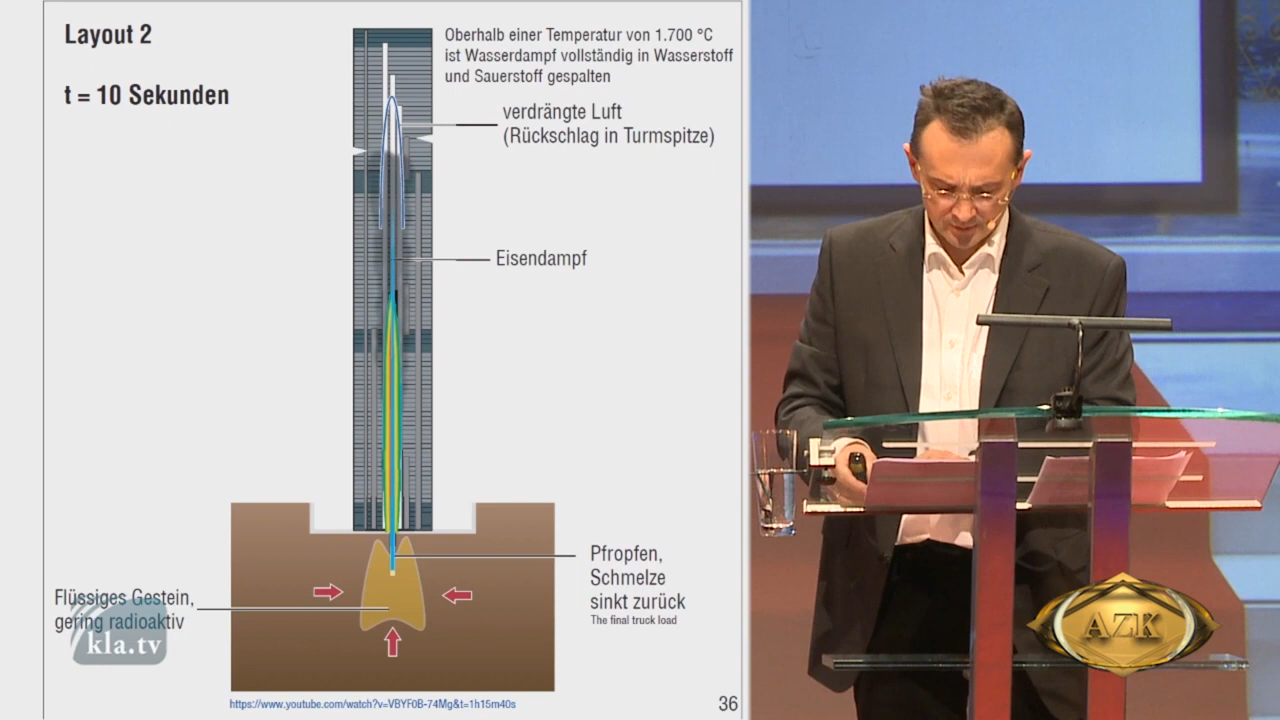 Layout 2
t = 10 Sekunden
Oberhalb einer Temperatur von 1.700 °C
ist Wasserdampf vollständig in Wasserstoff
und Sauerstoff gespalten
verdrängte Luft
(Rückschlag in Turmspitze)
Eisendampf
Pfropfen,
Schmelze
sinkt zurück
The final truck load
Flüssiges Gestein,
gering radioaktiv
kla.tv
https://www.youtube.com/watch?v=VBYF0B-74Mg&t=1h15m40s
36
AZK